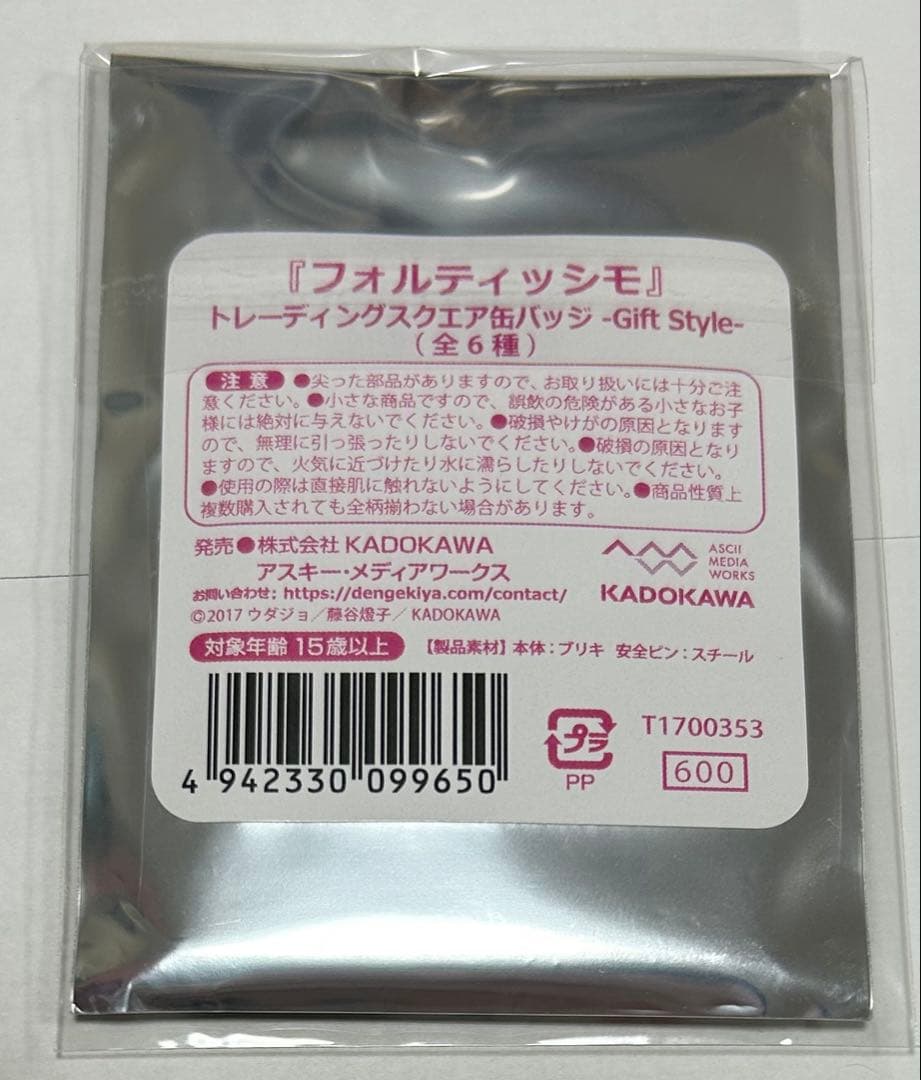 『フォルティッシモ』
トレーディングスクエア缶バッジ -Gift Style-
(全6種)
注意 ●尖った部品がありますので、お取り扱いには十分ご注
意ください。●小さな商品ですので、誤飲の危険がある小さなお子
様には絶対に与えないでください。●破損やけがの原因となります
ので、無理に引っ張ったりしないでください。●破損の原因となり
ますので、火気に近づけたり水に濡らしたりしないでください。
●使用の際は直接肌に触れないようにしてください。●商品性質上
複数購入されても全柄揃わない場合があります。
発売●株式会社 KADOKAWA
アスキー・メディアワークス
お問い合わせ: https://dengekiya.com/contact/
©2017 ウダジョ/藤谷燈子/KADOKAWA
ASCII
MEDIA
WORKS
KADOKAWA
対象年齢 15歳以上 【製品素材】本体:ブリキ 安全ピン:スチール
4 942330 099650
プラ
PP
T1700353
600